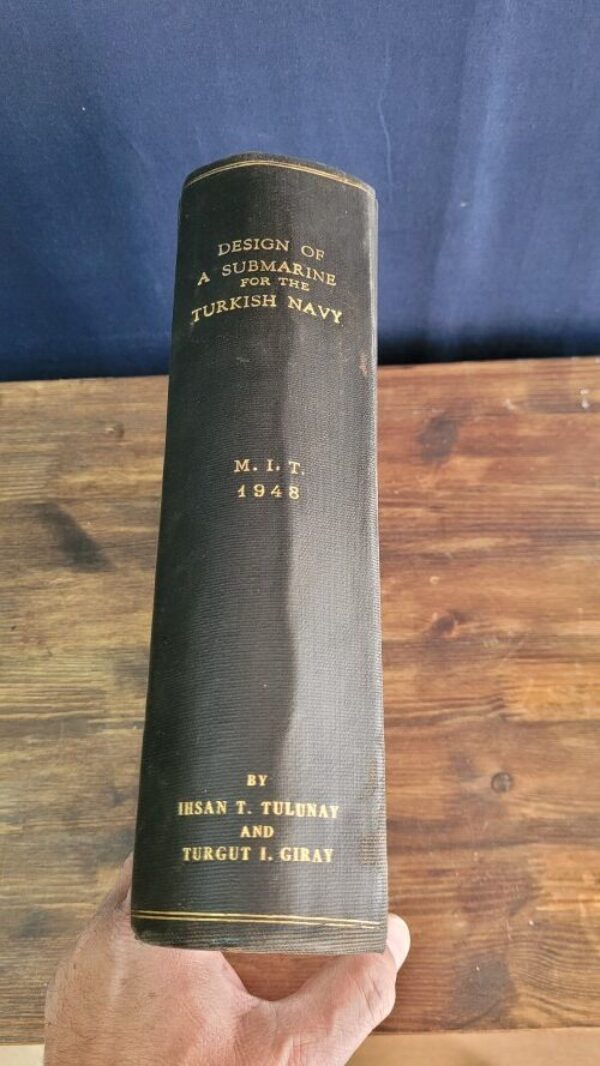 DESIGN OF
A SUBMARINE
FOR THE
TURKISH NAVY
M. I. T.
1948
BY
IHSAN T. TULUNAY
AND
TURGUT I. GIRAY